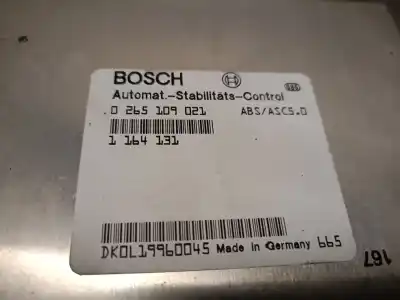 BOSCH
Automat.-Stabilitäts-Control
0 265 109 021 ABS/ASC5.0
1 164 131
DKOL19960045 Made in Germany 665
167